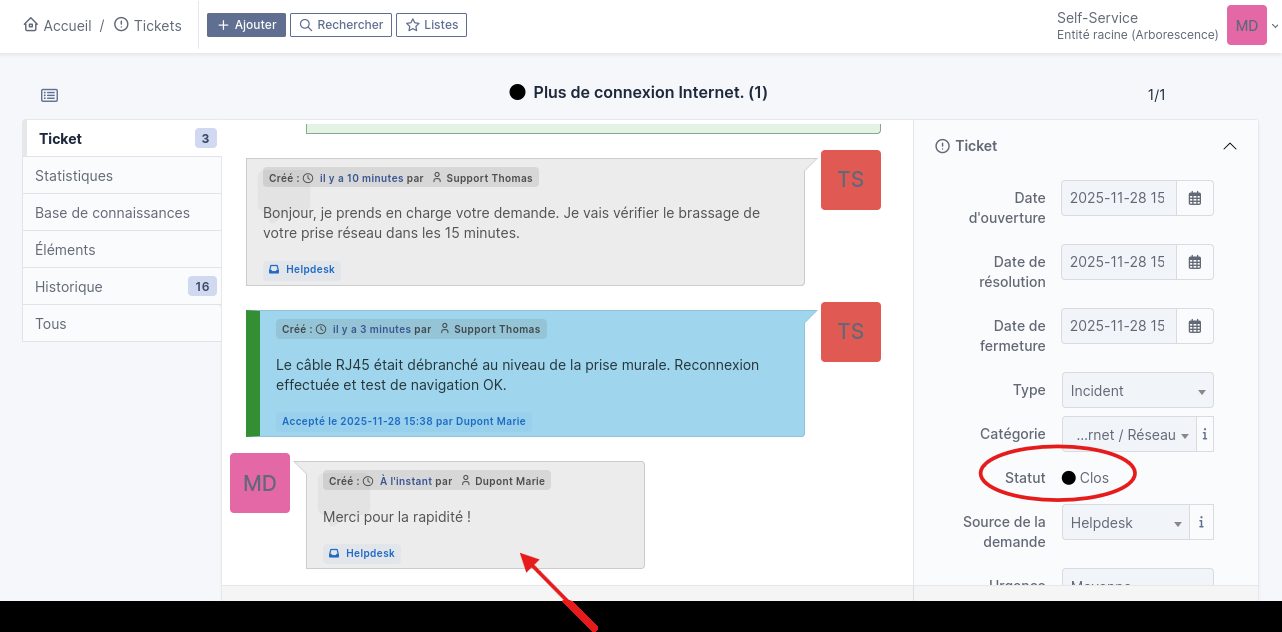 Accueil / Tickets
Ajouter
Rechercher
Listes
Self-Service
Entité racine (Arborescence)
MD
Plus de connexion Internet. (1)
1/1
Ticket 3
Statistiques
Base de connaissances
Éléments
Historique 16
Tous
Créé : il y a 10 minutes par Support Thomas
TS
Bonjour, je prends en charge votre demande. Je vais vérifier le brassage de
votre prise réseau dans les 15 minutes.
Helpdesk
Créé : il y a 3 minutes par Support Thomas
TS
Le câble RJ45 était débranché au niveau de la prise murale. Reconnexion
effectuée et test de navigation OK.
Accepté le 2025-11-28 15:38 par Dupont Marie
MD
Créé : À l'instant par Dupont Marie
Merci pour la rapidité !
Helpdesk
Ticket
Date
d'ouverture
2025-11-28 15
Date de
résolution
2025-11-28 15
Date de
fermeture
2025-11-28 15
Type
Incident
Catégorie
...rnet / Réseau
i
Statut
Clos
Source de la
demande
Helpdesk
i
Urgence
Moyenne